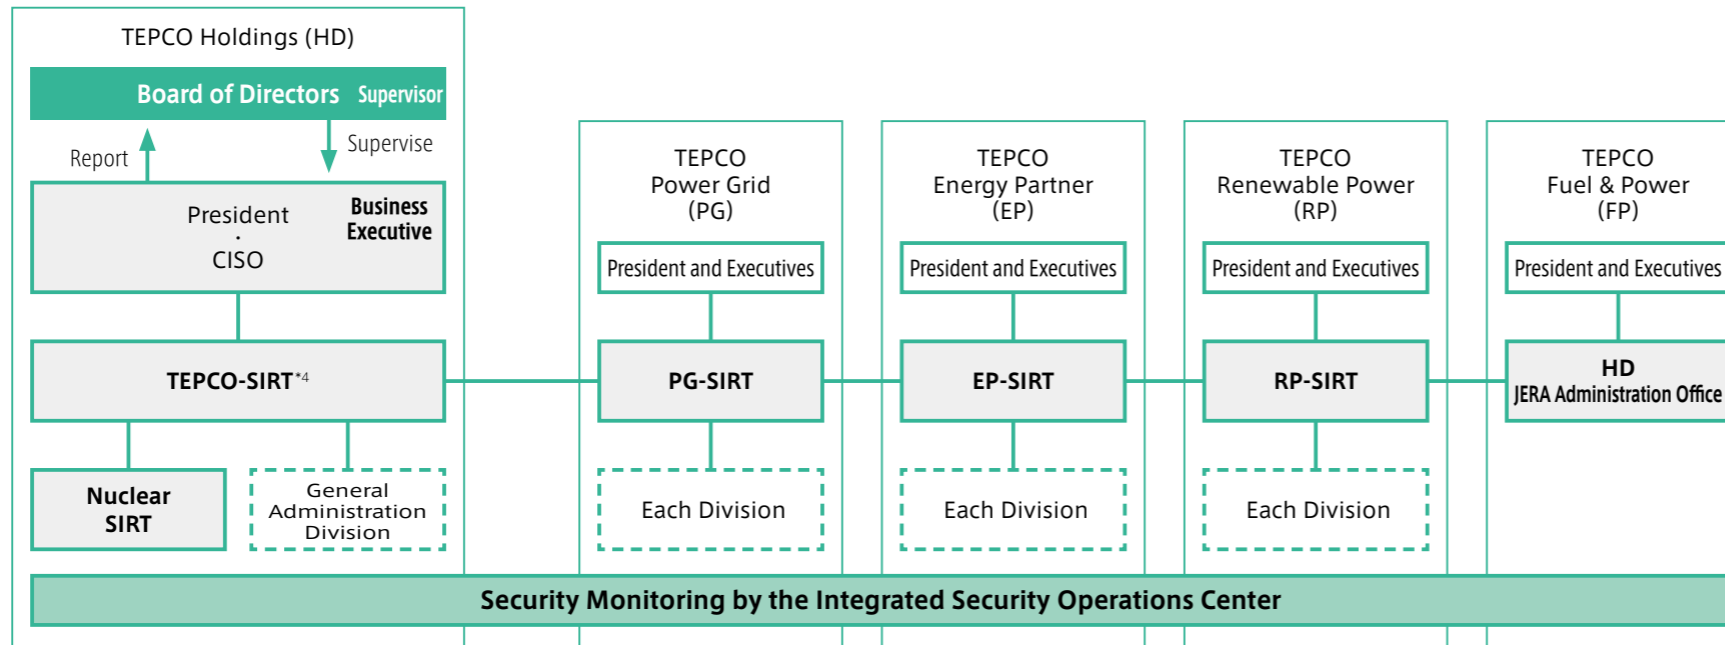 TEPCO Holdings (HD)
Board of Directors Supervisor
Report
Supervise
President
・
CISO
Business
Executive
TEPCO-SIRT*4
Nuclear
SIRT
General
Administration
Division
TEPCO
Power Grid
(PG)
President and Executives
PG-SIRT
Each Division
TEPCO
Energy Partner
(EP)
President and Executives
EP-SIRT
Each Division
TEPCO
Renewable Power
(RP)
President and Executives
RP-SIRT
Each Division
TEPCO
Fuel & Power
(FP)
President and Executives
HD
JERA Administration Office
Security Monitoring by the Integrated Security Operations Center